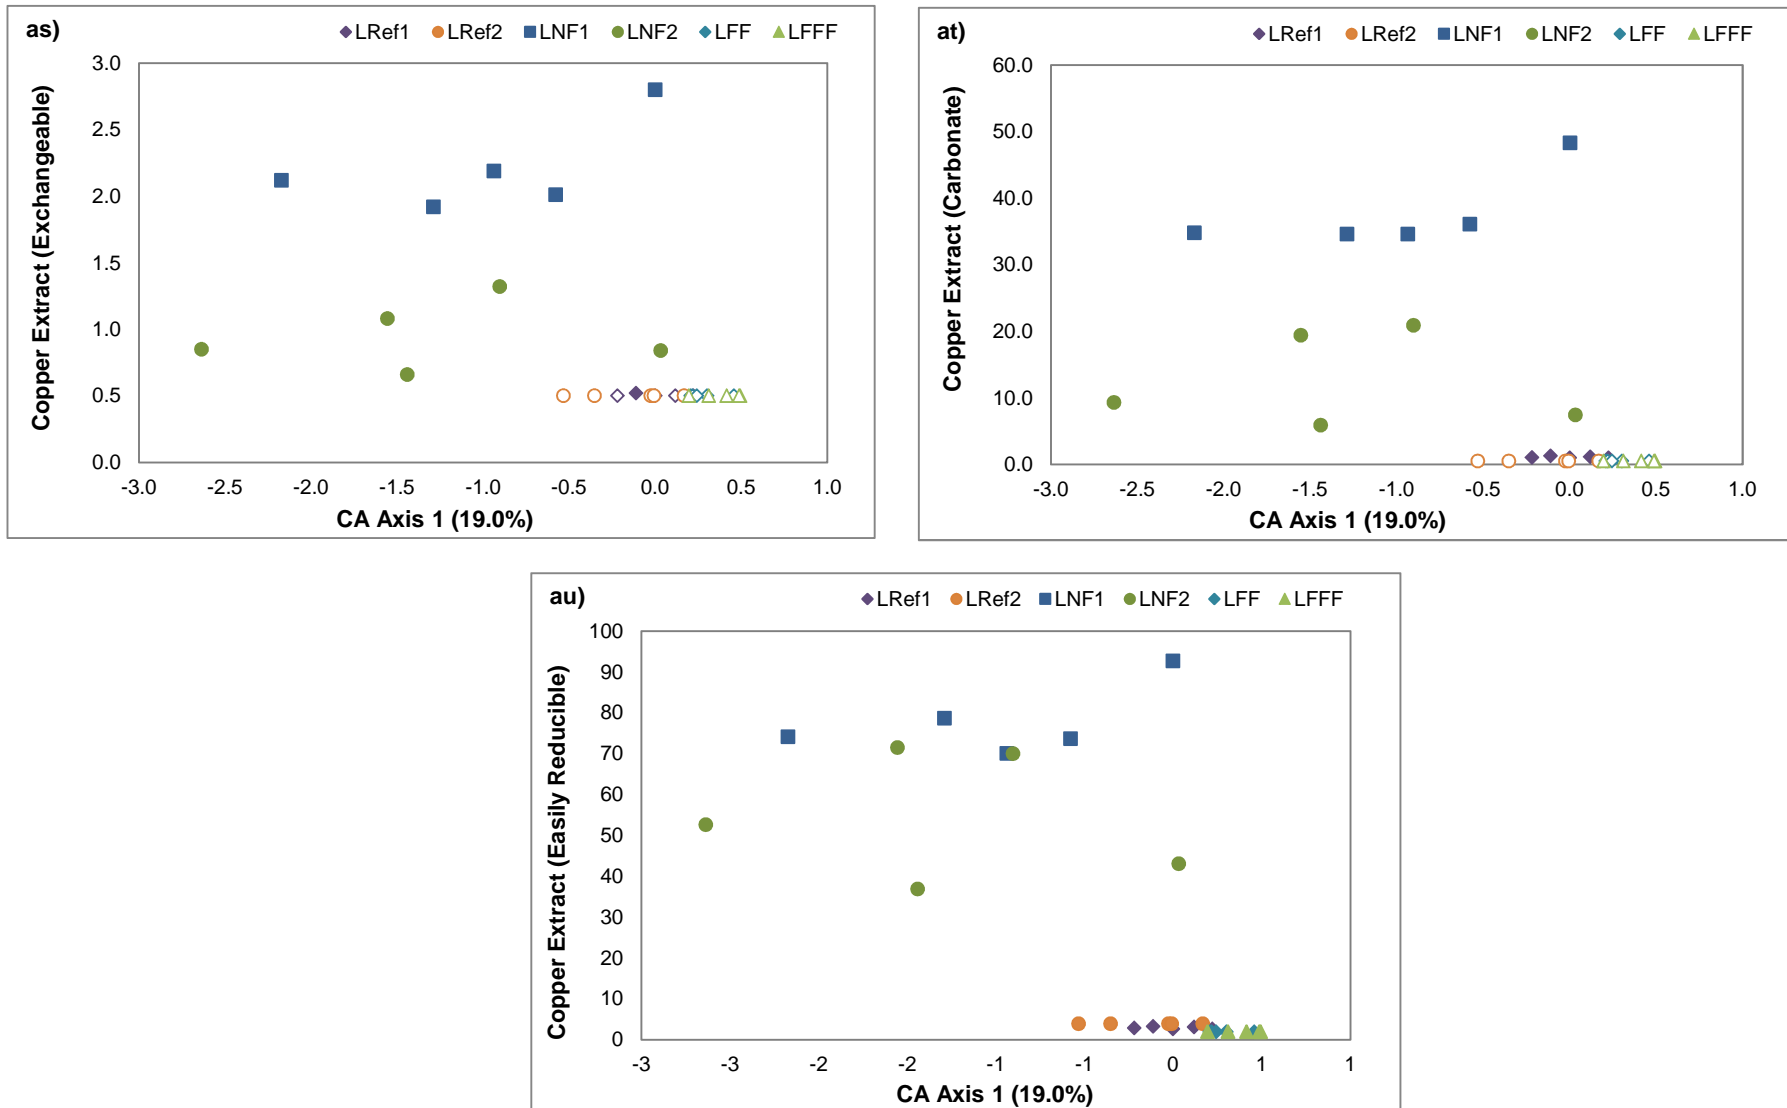 as)
LRef1 LRef2 LNF1 LNF2 LFF LFFF
Copper Extract (Exchangeable)
3.0
2.5
2.0
1.5
1.0
0.5
0.0
-3.0 -2.5 -2.0 -1.5 -1.0 -0.5 0.0 0.5 1.0
CA Axis 1 (19.0%)
at)
LRef1 LRef2 LNF1 LNF2 LFF LFFF
Copper Extract (Carbonate)
60.0
50.0
40.0
30.0
20.0
10.0
0.0
-3.0 -2.5 -2.0 -1.5 -1.0 -0.5 0.0 0.5 1.0
CA Axis 1 (19.0%)
au)
LRef1 LRef2 LNF1 LNF2 LFF LFFF
Copper Extract (Easily Reducible)
100
90
80
70
60
50
40
30
20
10
0
-3 -3 -2 -2 -1 -1 0 1 1
CA Axis 1 (19.0%)